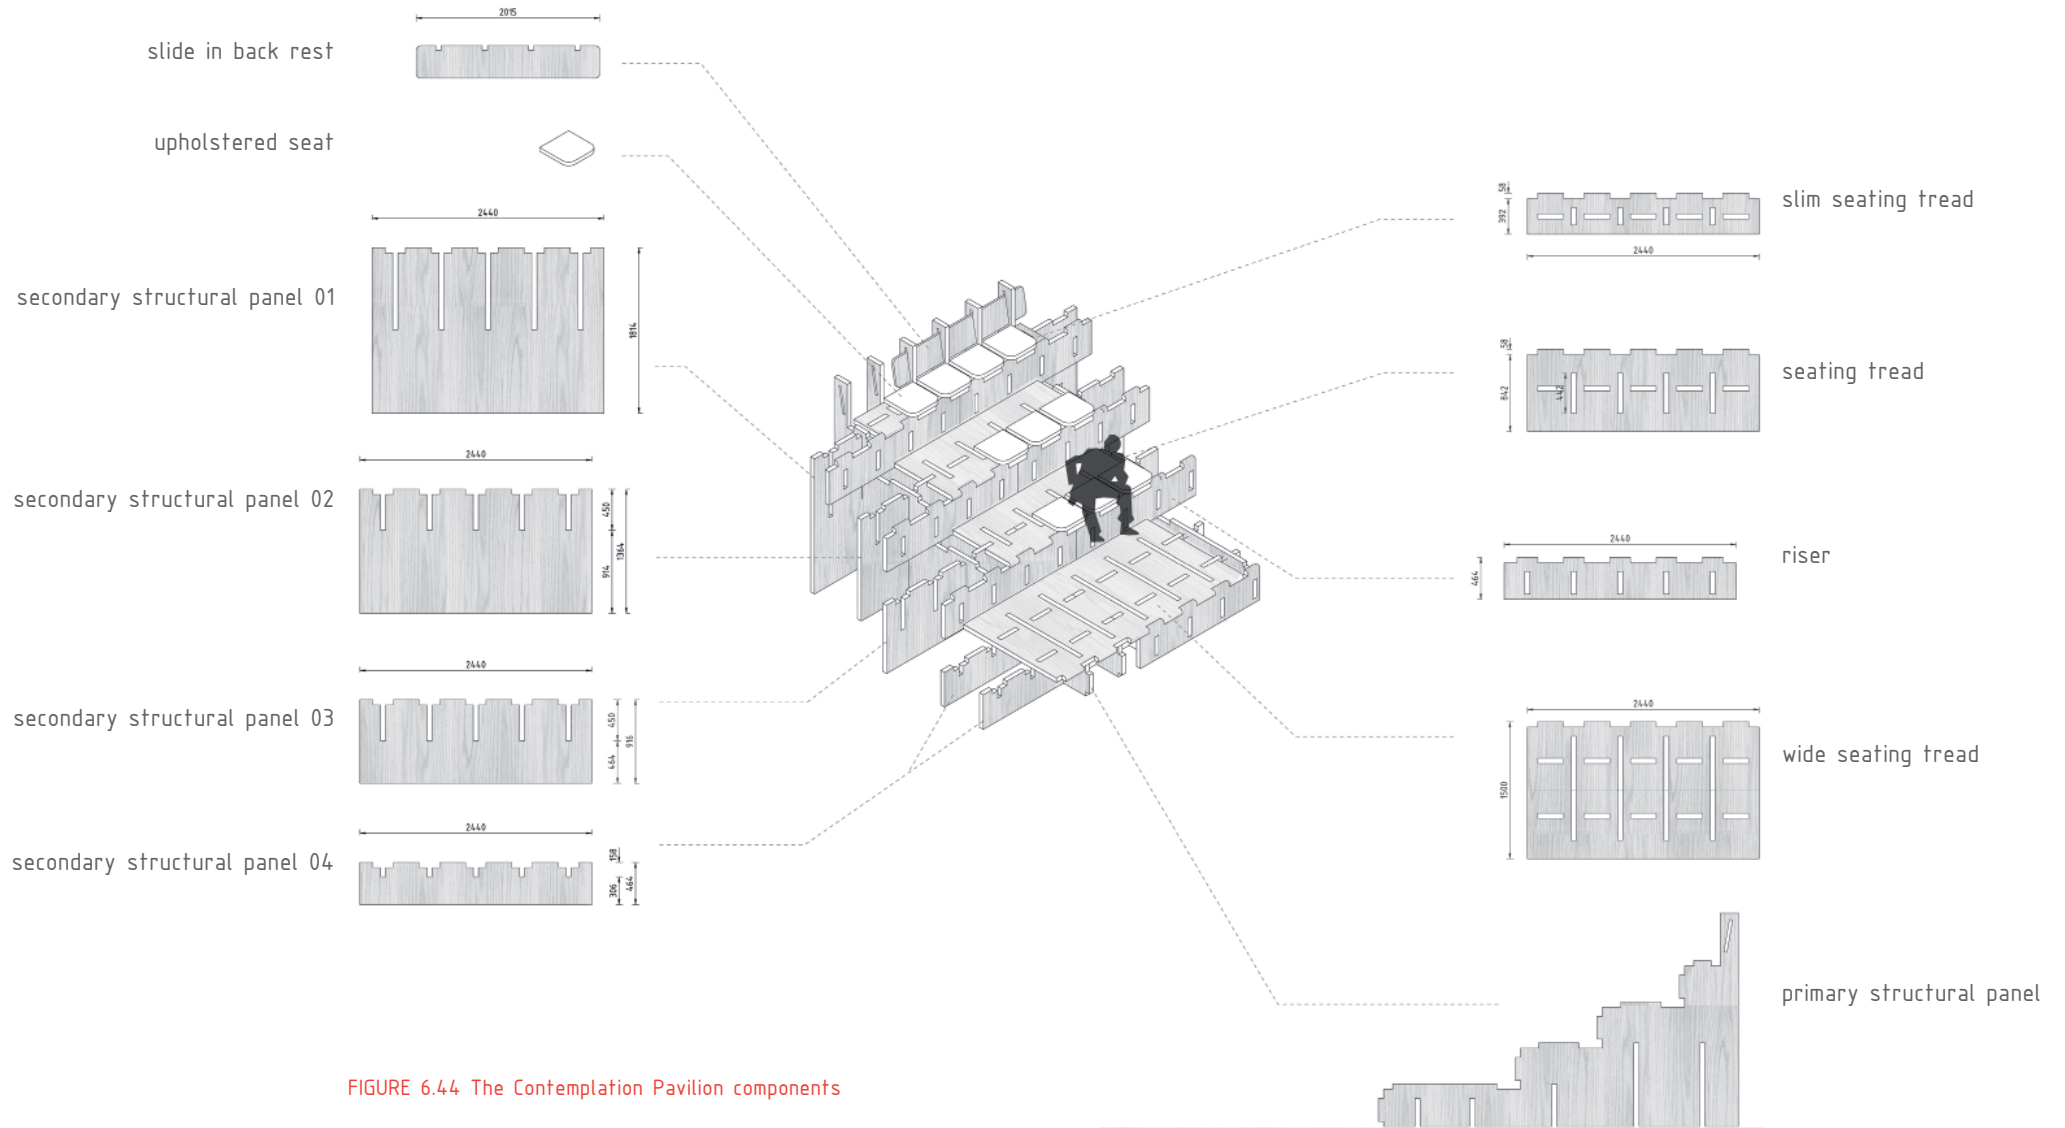 2015
slide in back rest
upholstered seat
2440
secondary structural panel 01
1814
2440
secondary structural panel 02
450
914
1364
2440
secondary structural panel 03
450
464
916
2440
secondary structural panel 04
158
306
464
58
392
slim seating tread
2440
58
842
442
seating tread
2440
464
riser
2440
1500
wide seating tread
primary structural panel
FIGURE 6.44 The Contemplation Pavilion components